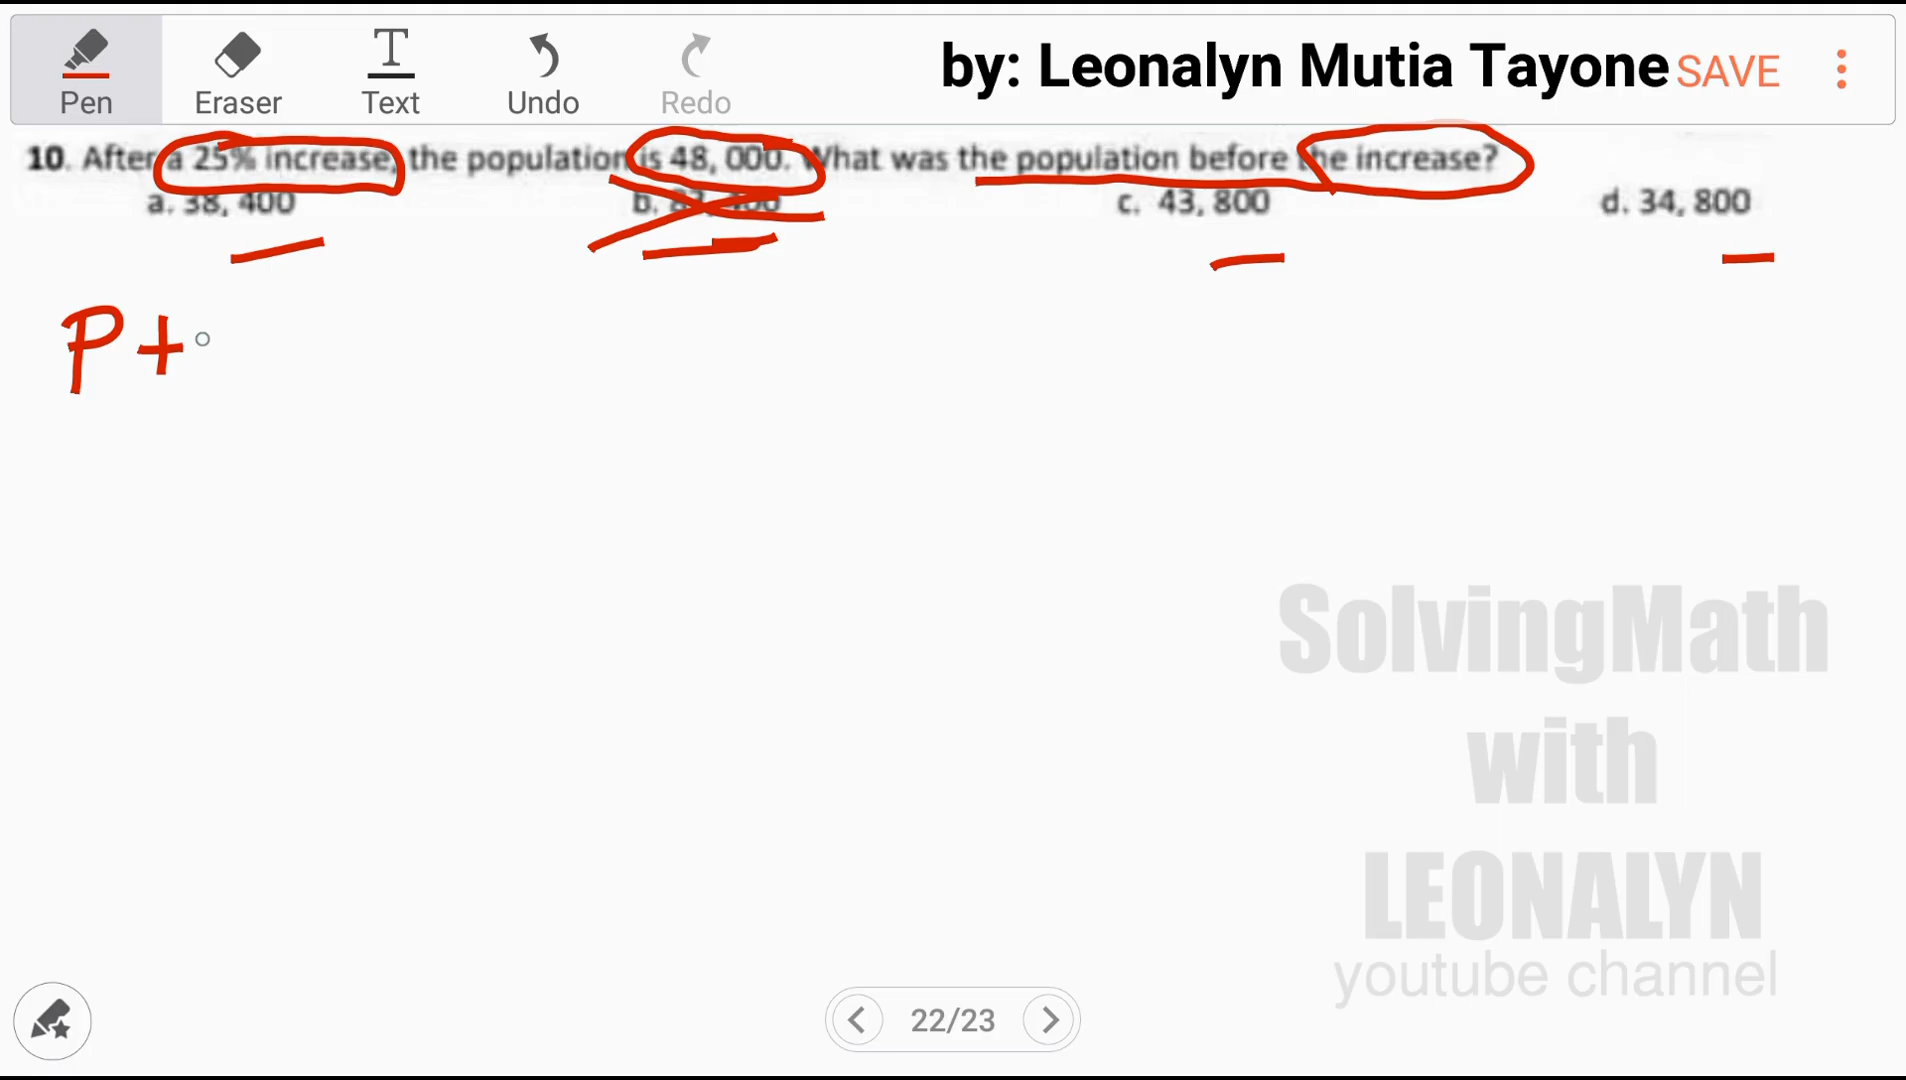 Pen Eraser Text Undo Redo by: Leonalyn Mutia Tayone SAVE
10. After a 25% increase, the population is 48, 000. What was the population before the increase?
a. 38, 400 b. c. 43, 800 d. 34, 800
P+
SolvingMath
with
LEONALYN
youtube channel
22/23